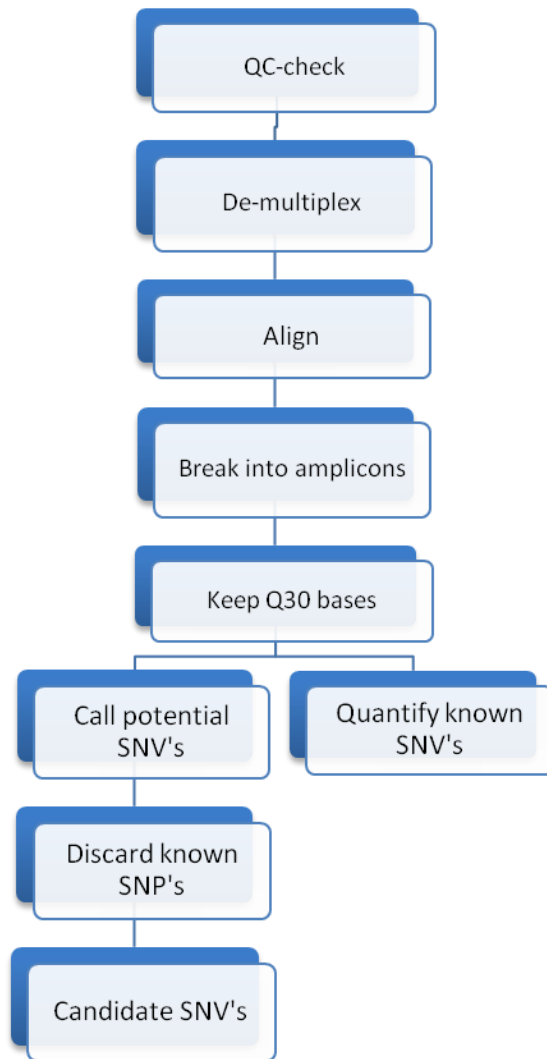 QC-check
De-multiplex
Align
Break into amplicons
Keep Q30 bases
Call potential
SNV's
Quantify known
SNV's
Discard known
SNP's
Candidate SNV's